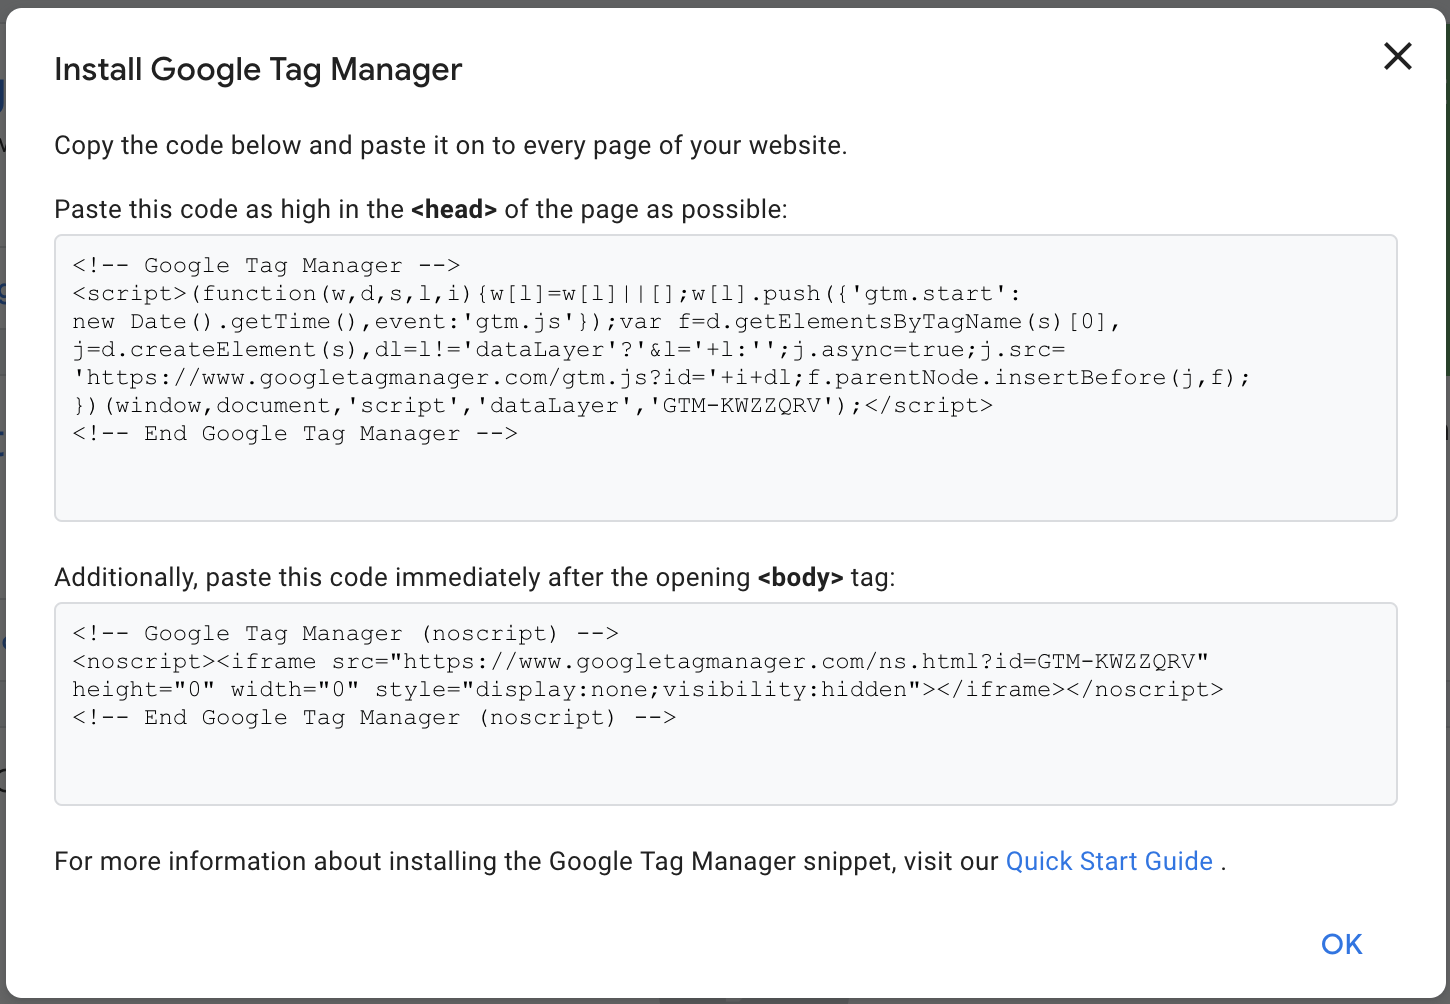 Install Google Tag Manager
Copy the code below and paste it on to every page of your website.
Paste this code as high in the <head> of the page as possible:
<!-- Google Tag Manager -->
<script>(function(w,d,s,l,i){w[l]=w[l]||[];w[l].push({'gtm.start':
new Date().getTime(),event:'gtm.js'});var f=d.getElementsByTagName(s)[0],
j=d.createElement(s),dl=l!='dataLayer'?'&l='+l:'';j.async=true;j.src=
'https://www.googletagmanager.com/gtm.js?id='+i+dl;f.parentNode.insertBefore(j,f);
})(window,document,'script','dataLayer','GTM-KWZZQRV');</script>
<!-- End Google Tag Manager -->
Additionally, paste this code immediately after the opening <body> tag:
<!-- Google Tag Manager (noscript) -->
<noscript><iframe src="https://www.googletagmanager.com/ns.html?id=GTM-KWZZQRV"
height="0" width="0" style="display:none;visibility:hidden"></iframe></noscript>
<!-- End Google Tag Manager (noscript) -->
For more information about installing the Google Tag Manager snippet, visit our Quick Start Guide .
OK